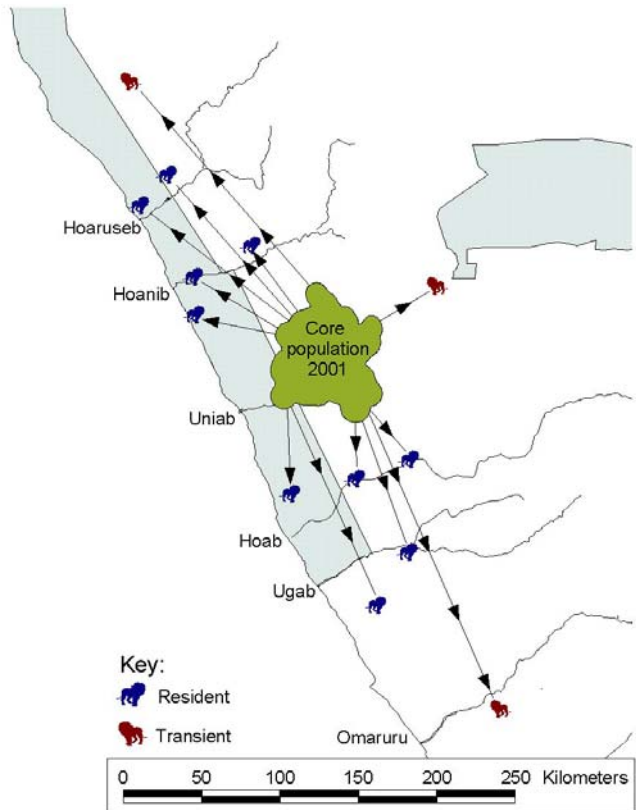 Hoaruseb
Hoanib
Core
population
2001
Uniab
Hoab
Ugab
Key:
Resident
Transient
Omaruru
0 50 100 150 200 250 Kilometers